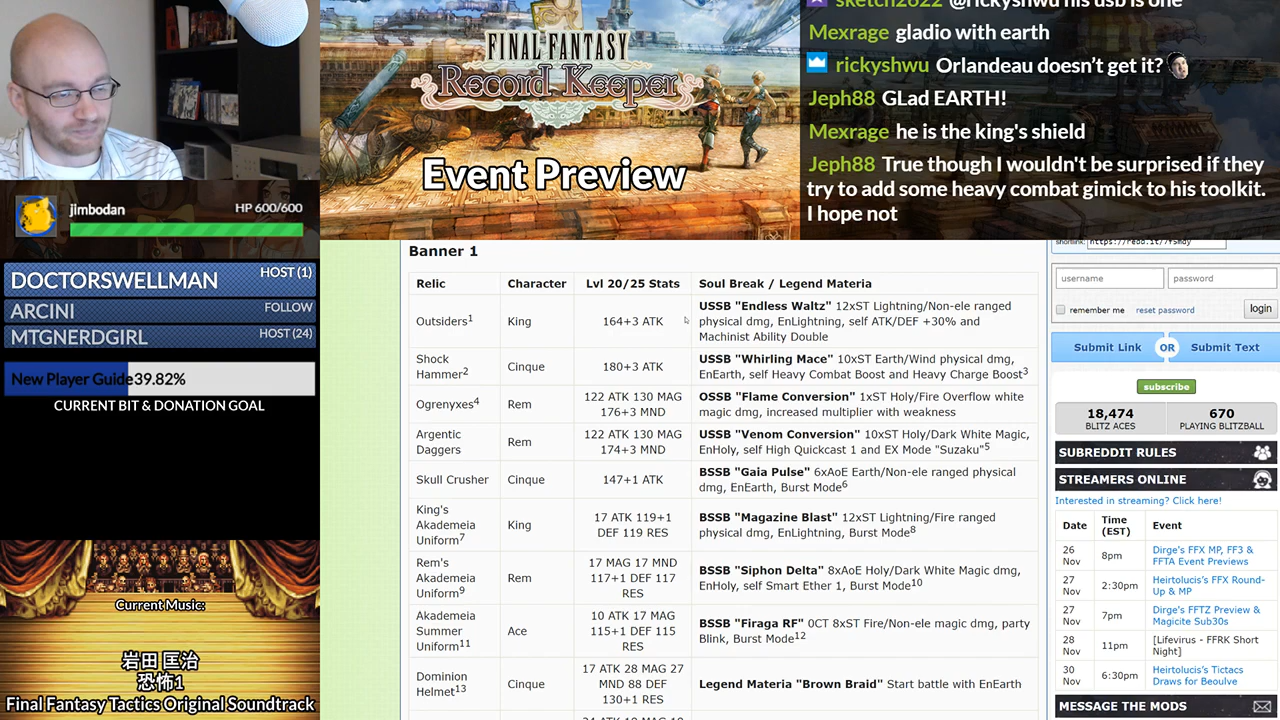 sketch2622 @rickyshwu his usb is one
Mexrage gladio with earth
rickyshwu Orlandeau doesn't get it?
Jeph88 GLad EARTH!
Mexrage he is the king's shield
Jeph88 True though I wouldn't be surprised if they
try to add some heavy combat gimick to his toolkit.
I hope not
FINAL FANTASY
Record Keeper
Event Preview
jimbodan
HP 600/600
DOCTORSWELLMAN HOST (1)
ARCINI FOLLOW
MTGNERDGIRL HOST (24)
New Player Guide39.82%
CURRENT BIT & DONATION GOAL
Current Music:
岩田 匡治
恐怖1
Final Fantasy Tactics Original Soundtrack
Banner 1
Relic Character Lvl 20/25 Stats Soul Break / Legend Materia
Outsiders1 King 164+3 ATK USSB "Endless Waltz" 12xST Lightning/Non-ele ranged
physical dmg, EnLightning, self ATK/DEF +30% and
Machinist Ability Double
Shock
Hammer2 Cinque 180+3 ATK USSB "Whirling Mace" 10xST Earth/Wind physical dmg,
EnEarth, self Heavy Combat Boost and Heavy Charge Boost3
Ogrenyxes4 Rem 122 ATK 130 MAG
176+3 MND OSSB "Flame Conversion" 1xST Holy/Fire Overflow white
magic dmg, increased multiplier with weakness
Argentic
Daggers Rem 122 ATK 130 MAG
174+3 MND USSB "Venom Conversion" 10xST Holy/Dark White Magic,
EnHoly, self High Quickcast 1 and EX Mode "Suzaku"5
Skull Crusher Cinque 147+1 ATK BSSB "Gaia Pulse" 6xAoE Earth/Non-ele ranged physical
dmg, EnEarth, Burst Mode6
King's
Akademeia
Uniform7 King 17 ATK 119+1
DEF 119 RES BSSB "Magazine Blast" 12xST Lightning/Fire ranged
physical dmg, EnLightning, Burst Mode8
Rem's
Akademeia
Uniform9 Rem 17 MAG 17 MND
117+1 DEF 117
RES BSSB "Siphon Delta" 8xAoE Holy/Dark White Magic dmg,
EnHoly, self Smart Ether 1, Burst Mode10
Akademeia
Summer
Uniform11 Ace 10 ATK 17 MAG
115+1 DEF 115
RES BSSB "Firaga RF" 0CT 8xST Fire/Non-ele magic dmg, party
Blink, Burst Mode12
Dominion
Helmet13 Cinque 17 ATK 28 MAG 27
MND 88 DEF
130+1 RES Legend Materia "Brown Braid" Start battle with EnEarth
shortlink:
username password
remember me reset password login
Submit Link OR Submit Text
subscribe
18,474 670
BLITZ ACES PLAYING BLITZBALL
SUBREDDIT RULES
STREAMERS ONLINE
Interested in streaming? Click here!
Date Time
(EST) Event
26
Nov 8pm Dirge's FFX MP, FF3 &
FFTA Event Previews
27
Nov 2:30pm Heirtolucis's FFX Round-
Up & MP
27
Nov 7pm Dirge's FFTZ Preview &
Magicite Sub30s
28
Nov 11pm [Lifevirus - FFRK Short
Night]
30
Nov 6:30pm Heirtolucis's Tictacs
Draws for Beoulve
MESSAGE THE MODS